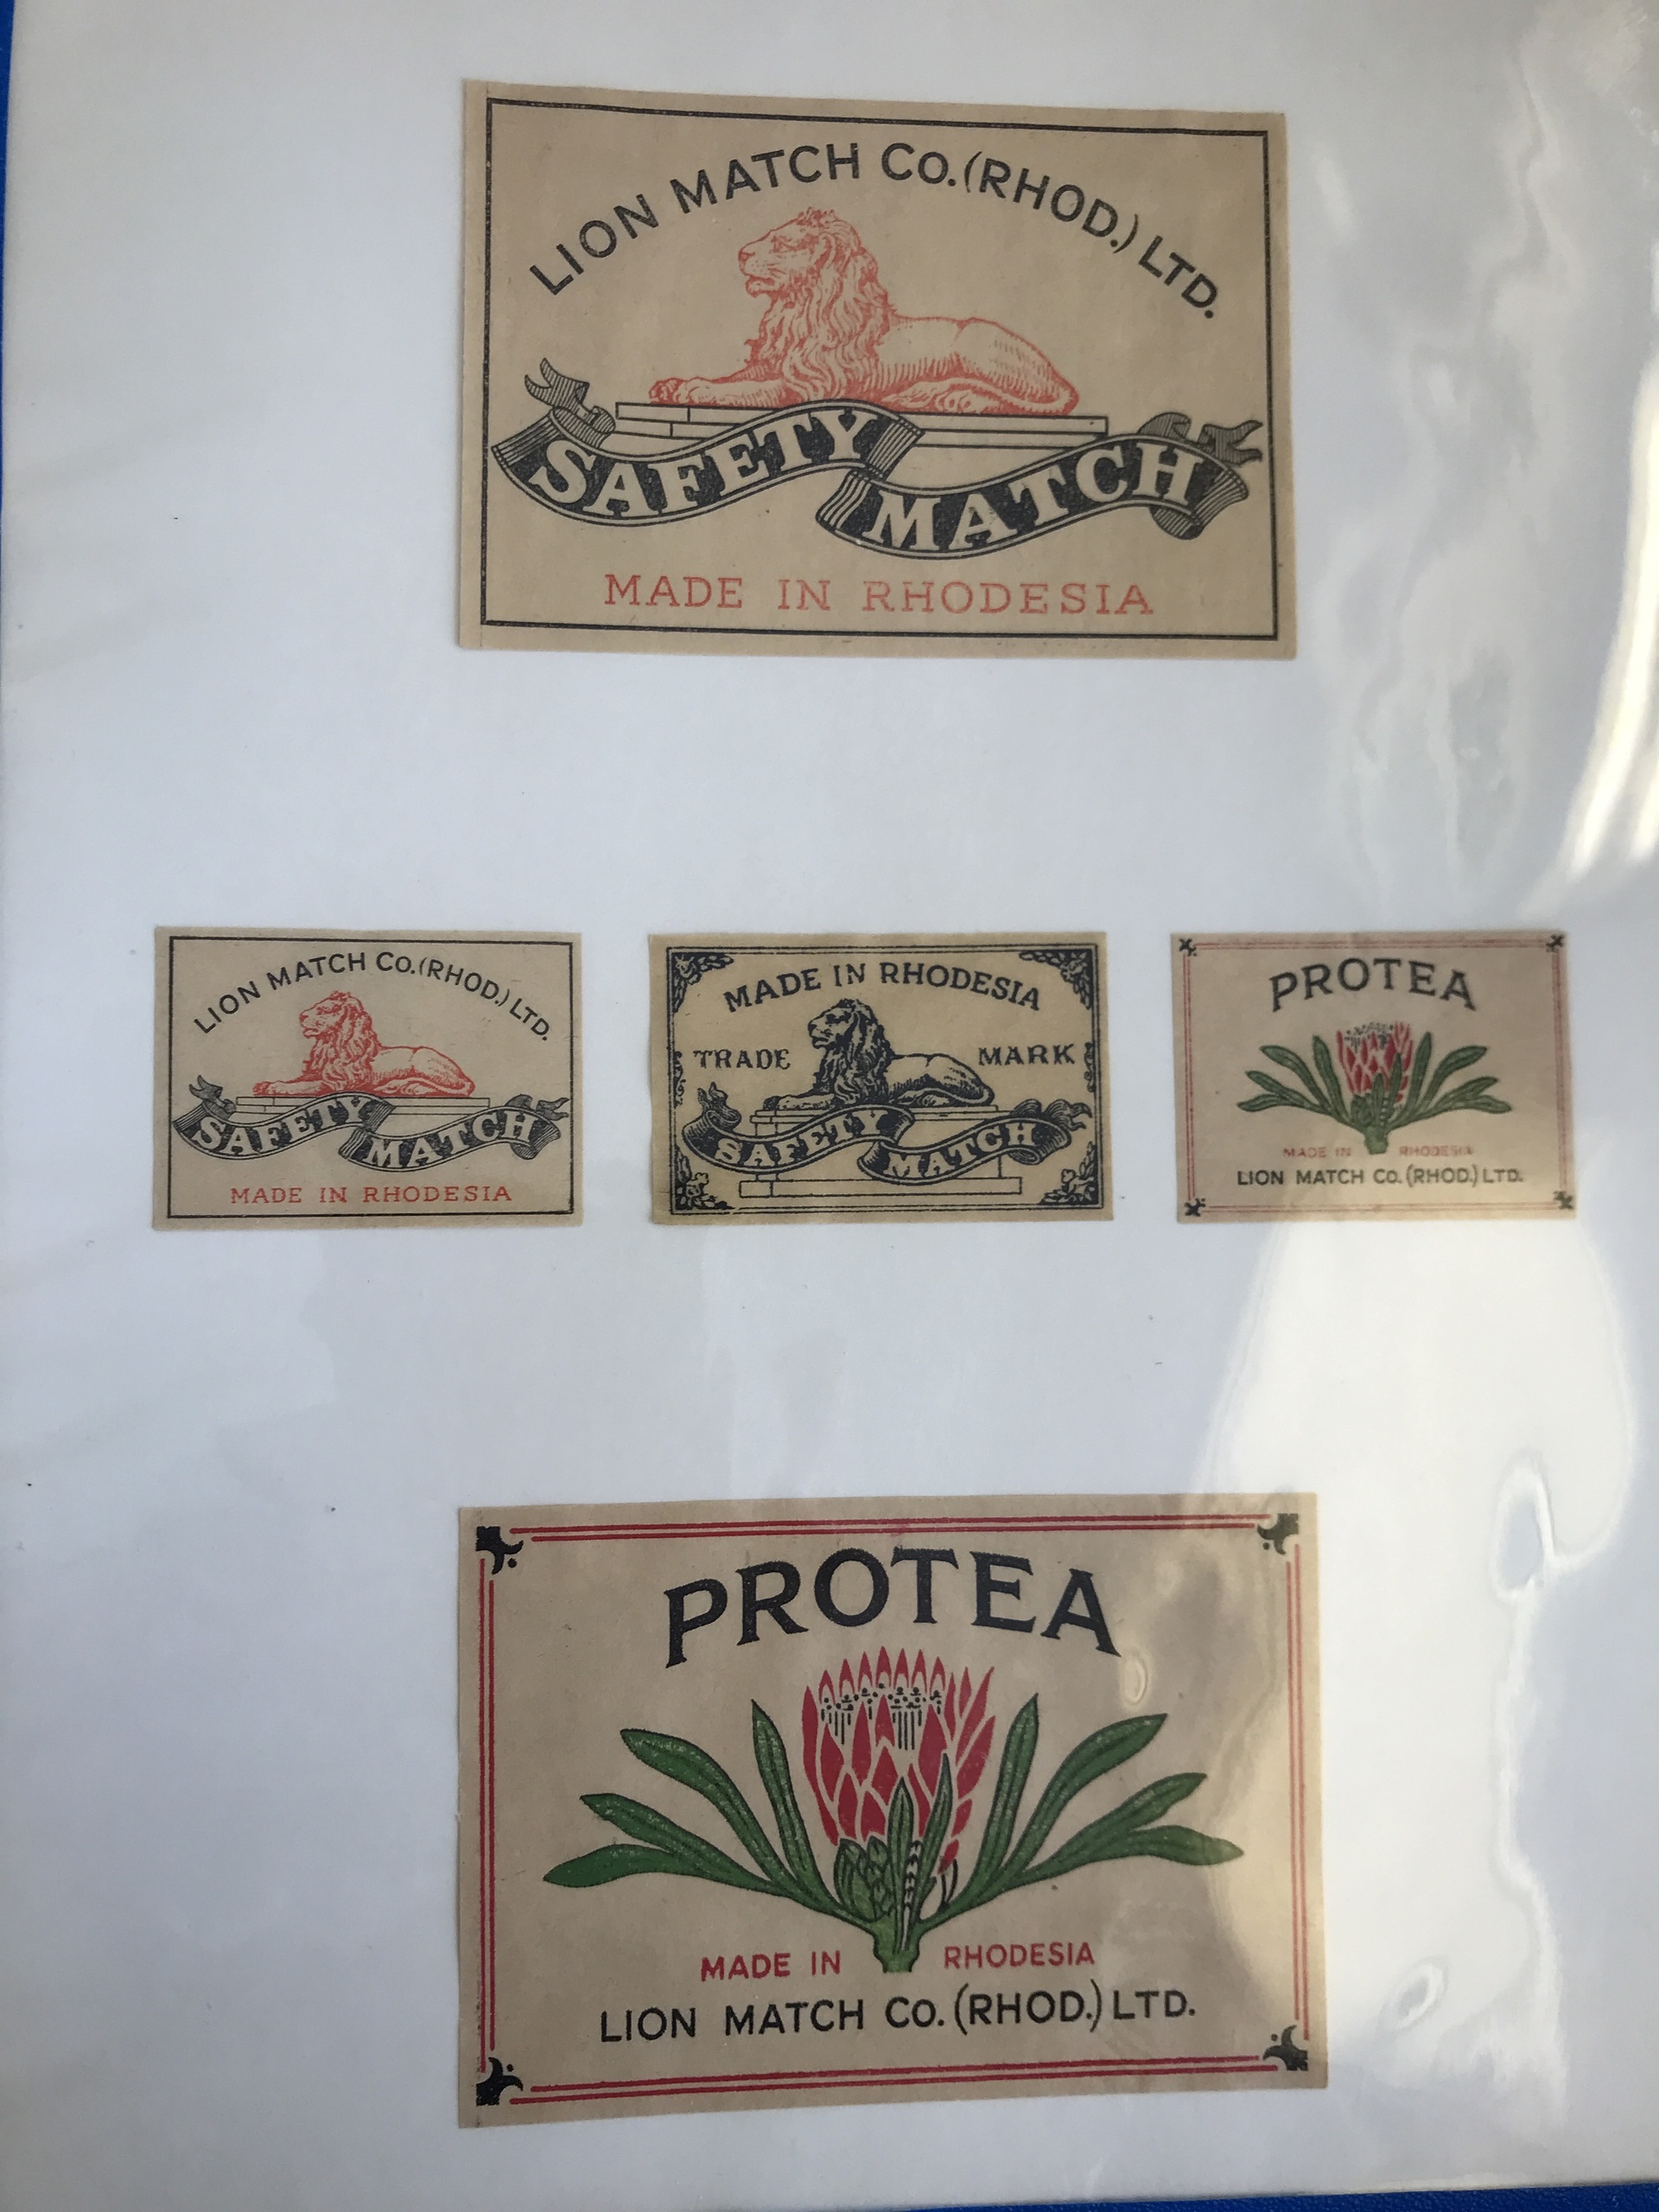 LION MATCH CO. (RHOD.) LTD.
SAFETY MATCH
MADE IN RHODESIA
LION MATCH CO. (RHOD.) LTD.
SAFETY MATCH
MADE IN RHODESIA
MADE IN RHODESIA
TRADE MARK
SAFETY MATCH
PROTEA
MADE IN RHODESIA
LION MATCH CO. (RHOD.) LTD.
PROTEA
MADE IN RHODESIA
LION MATCH CO. (RHOD.) LTD.